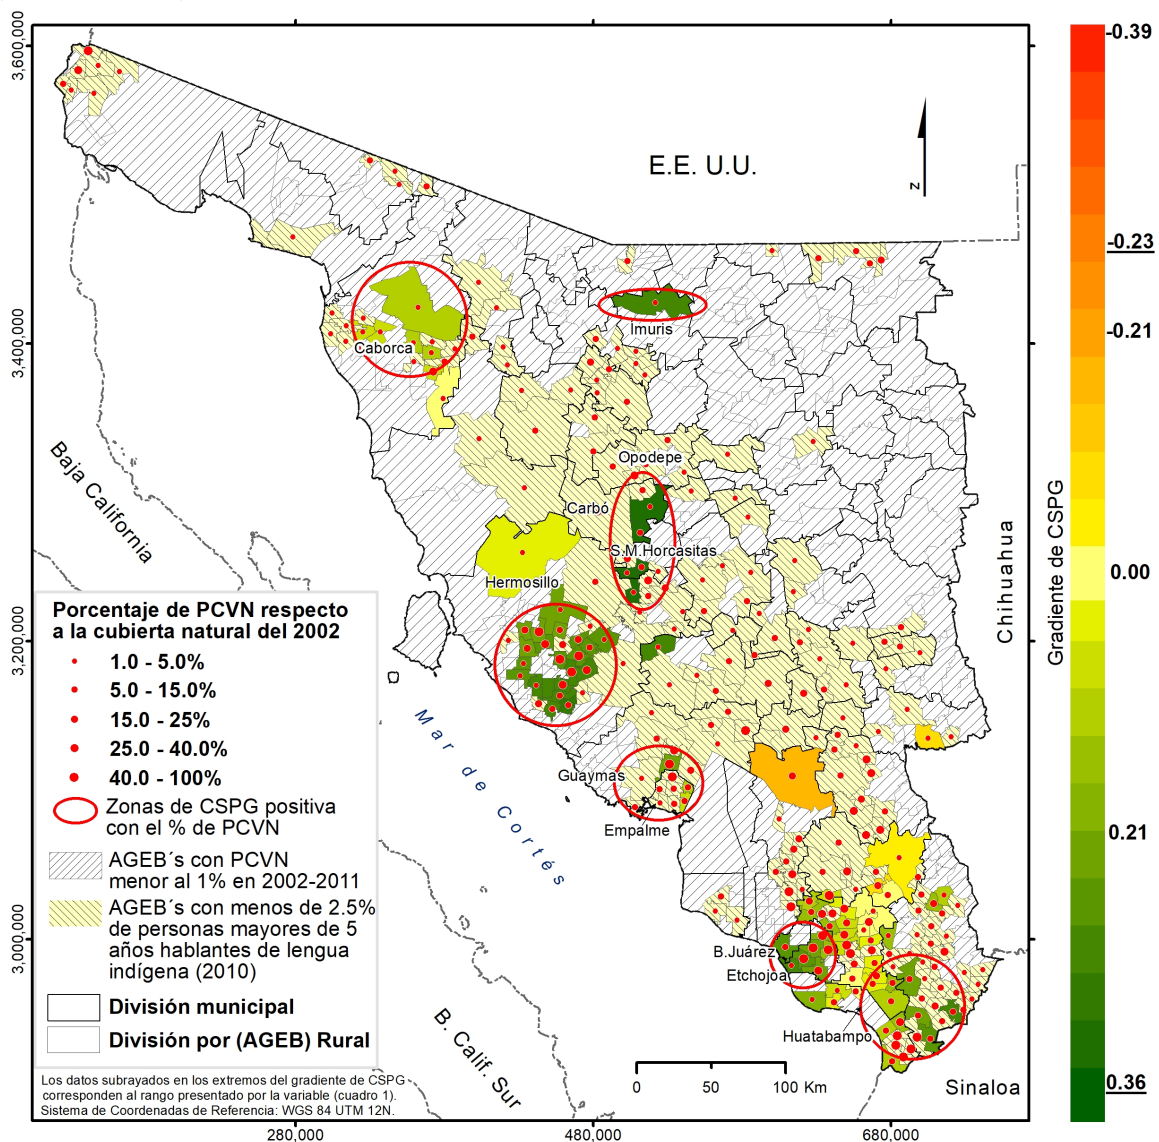 3,600,000
3,400,000
3,200,000
3,000,000
280,000
480,000
680,000
E.E. U.U.
z
Imuris
Caborca
Opodepe
Carbó
S.M.Horcasitas
Hermosillo
Guaymas
Empalme
B.Juárez
Etchojoa
Huatabampo
Baja California
Mar de Cortés
B. Calif. Sur
Chihuahua
Sinaloa
Porcentaje de PCVN respecto
a la cubierta natural del 2002
1.0 - 5.0%
5.0 - 15.0%
15.0 - 25%
25.0 - 40.0%
40.0 - 100%
Zonas de CSPG positiva
con el % de PCVN
AGEB´s con PCVN
menor al 1% en 2002-2011
AGEB´s con menos de 2.5%
de personas mayores de 5
años hablantes de lengua
indígena (2010)
División municipal
División por (AGEB) Rural
Los datos subrayados en los extremos del gradiente de CSPG
corresponden al rango presentado por la variable (cuadro 1).
Sistema de Coordenadas de Referencia: WGS 84 UTM 12N.
0 50 100 Km
Gradiente de CSPG
-0.39
-0.23
-0.21
0.00
0.21
0.36